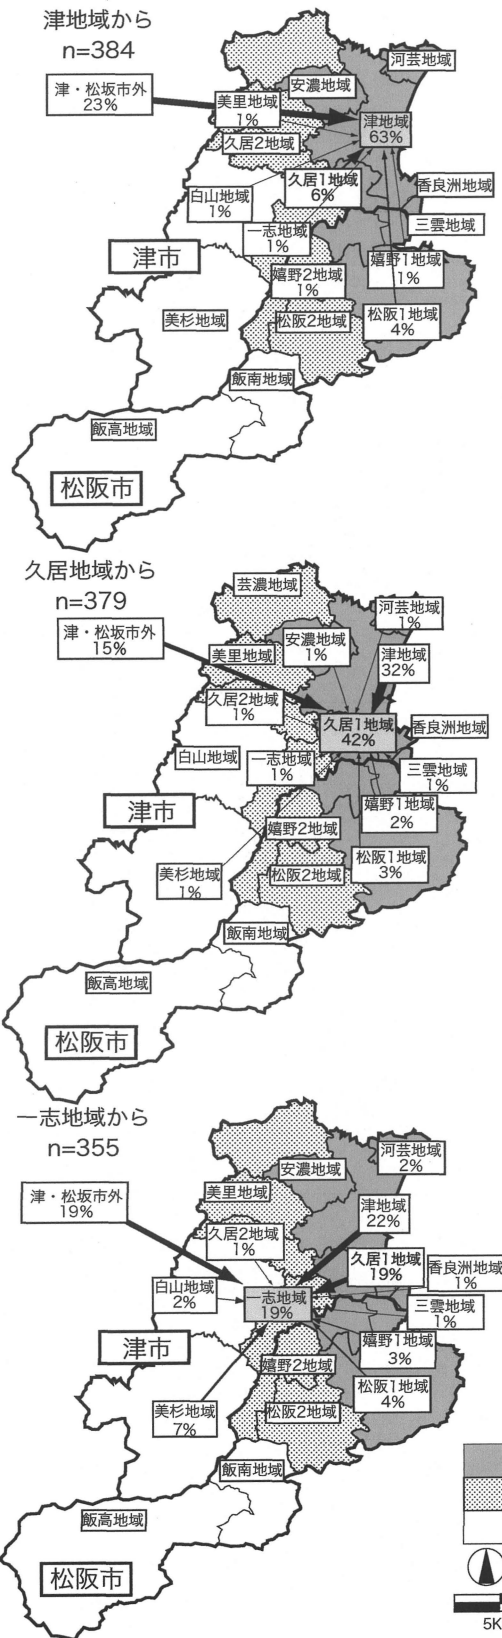 津地域から
n=384
河芸地域
津・松坂市外
23%
安濃地域
美里地域
1%
津地域
63%
久居2地域
久居1地域
6%
香良洲地域
白山地域
1%
三雲地域
一志地域
1%
津市
嬉野1地域
1%
嬉野2地域
1%
美杉地域
松阪2地域
松阪1地域
4%
飯南地域
飯高地域
松阪市
久居地域から
n=379
芸濃地域
河芸地域
1%
津・松坂市外
15%
安濃地域
1%
津地域
32%
美里地域
久居2地域
1%
久居1地域
42%
香良洲地域
白山地域
一志地域
1%
三雲地域
1%
津市
嬉野1地域
2%
嬉野2地域
松阪1地域
3%
美杉地域
1%
松阪2地域
飯南地域
飯高地域
松阪市
一志地域から
n=355
河芸地域
2%
安濃地域
津・松坂市外
19%
美里地域
津地域
22%
久居2地域
1%
久居1地域
19%
香良洲地域
1%
白山地域
2%
一志地域
19%
三雲地域
1%
津市
嬉野1地域
3%
嬉野2地域
松阪1地域
4%
美杉地域
7%
松阪2地域
飯南地域
飯高地域
松阪市
5K